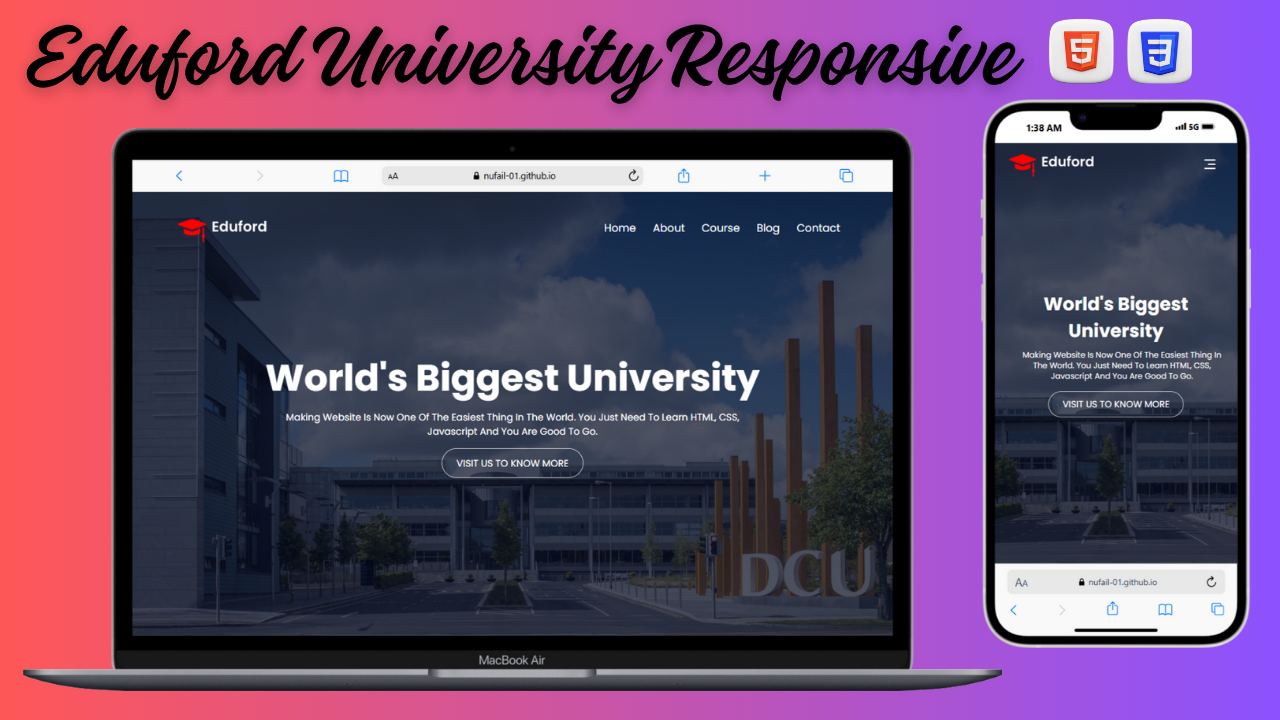 Eduford University Responsive
5
3
nufail-01.github.io
AA
Eduford
Home About Course Blog Contact
World's Biggest University
Making Website Is Now One Of The Easiest Thing In The World. You Just Need To Learn HTML, CSS,
Javascript And You Are Good To Go.
VISIT US TO KNOW MORE
DCU
MacBook Air
1:38 AM
5G
Eduford
World's Biggest
University
Making Website Is Now One Of The Easiest Thing In
The World. You Just Need To Learn HTML, CSS,
Javascript And You Are Good To Go.
VISIT US TO KNOW MORE
AA
nufail-01.github.io